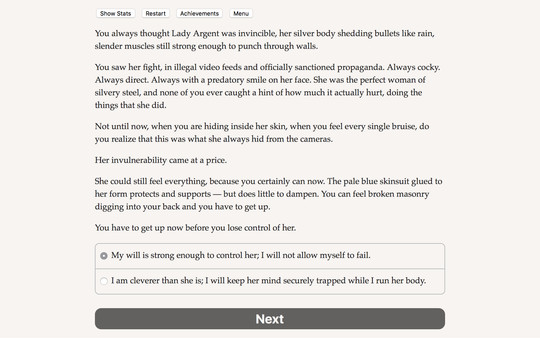 Show Stats Restart Achievements Menu
You always thought Lady Argent was invincible, her silver body shedding bullets like rain,
slender muscles still strong enough to punch through walls.
You saw her fight, in illegal video feeds and officially sanctioned propaganda. Always cocky.
Always direct. Always with a predatory smile on her face. She was the perfect woman of
silvery steel, and none of you ever caught a hint of how much it actually hurt, doing the
things that she did.
Not until now, when you are hiding inside her skin, when you feel every single bruise, do
you realize that this was what she always hid from the cameras.
Her invulnerability came at a price.
She could still feel everything, because you certainly can now. The pale blue skinsuit glued to
her form protects and supports — but does little to dampen. You can feel broken masonry
digging into your back and you have to get up.
You have to get up now before you lose control of her.
My will is strong enough to control her; I will not allow myself to fail.
I am cleverer than she is; I will keep her mind securely trapped while I run her body.
Next